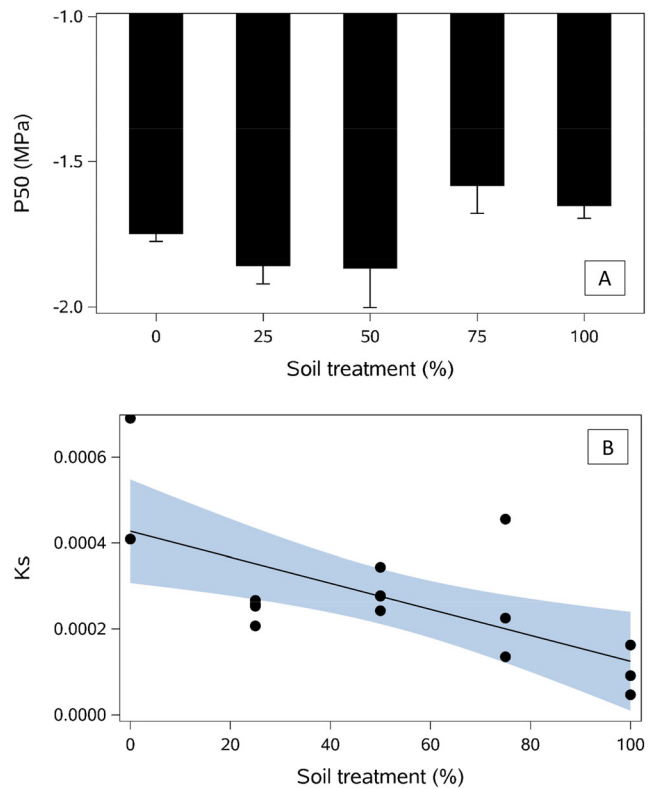 -1.0
-1.5
-2.0
P50 (MPa)
A
0 25 50 75 100
Soil treatment (%)
B
0.0006
0.0004
0.0002
0.0000
Ks
0 20 40 60 80 100
Soil treatment (%)